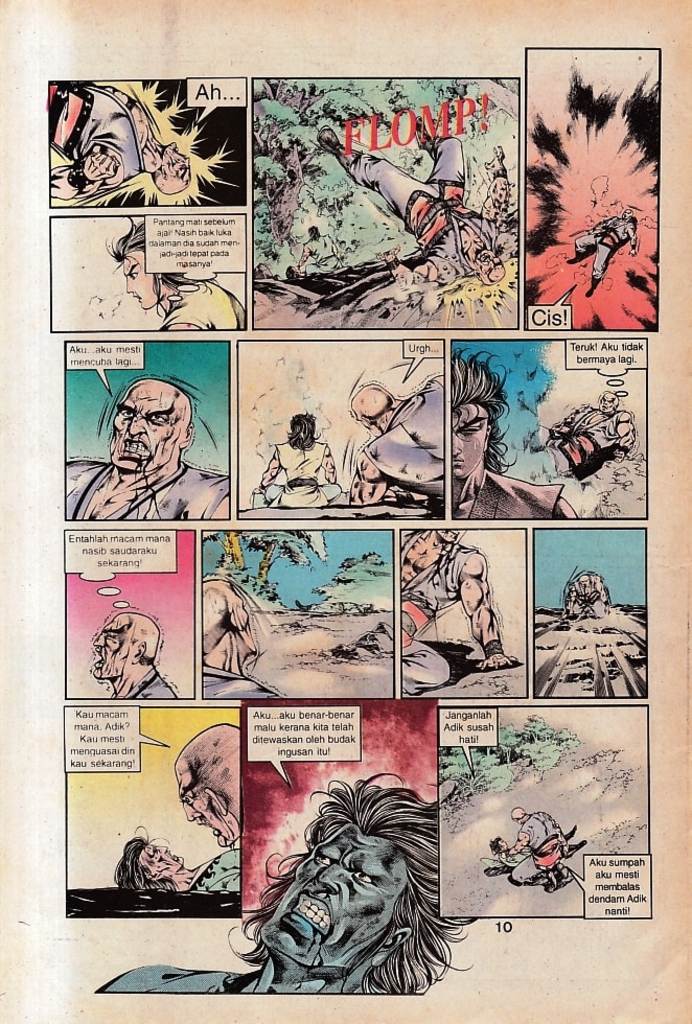 Ah...
FLOMP!
Pantang mati sebelum
ajal! Nasib baik luka
dalaman dia sudah men-
jadi-jadi tepat pada
masanya!
Cis!
Aku...aku mesti
mencuba lagi...
Urgh...
Teruk! Aku tidak
bermaya lagi.
Entahlah macam mana
nasib saudaraku
sekarang!
Kau macam
mana, Adik?
Kau mesti
menguasai diri
kau sekarang!
Aku...aku benar-benar
malu kerana kita telah
ditewaskan oleh budak
ingusan itu!
Janganlah
Adik susah
hati!
Aku sumpah
aku mesti
membalas
dendam Adik
nanti!
10